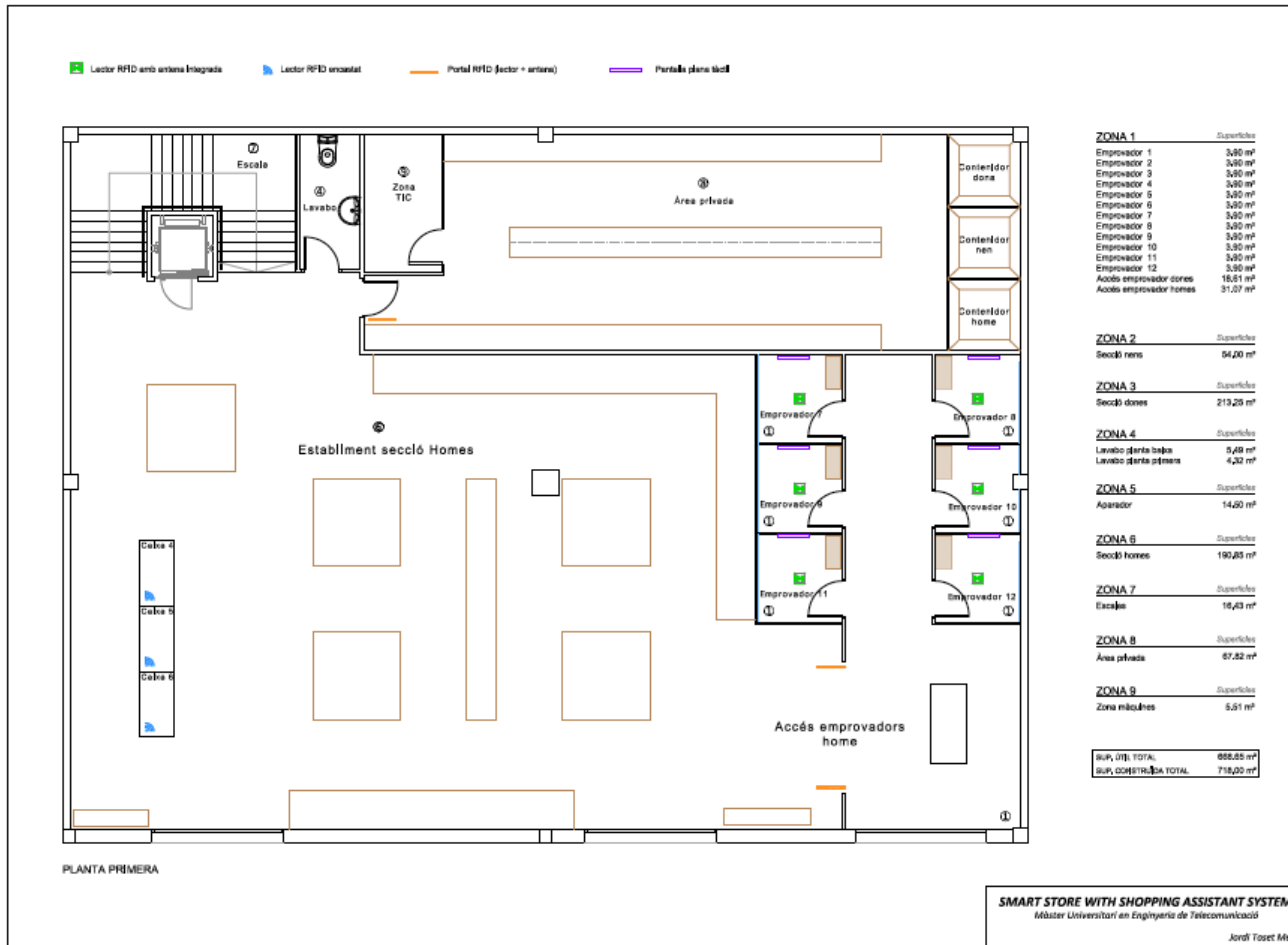 Lector RFID amb antena integrada
Lector RFID encastat
Portal RFID (lector + antena)
Pantalla plana tàctil
⑦
Escala
④
Lavabo
⑨
Zona
TIC
⑧
Àrea privada
Contenidor
dona
Contenidor
nen
Contenidor
home
⑥
Establiment secció Homes
Emprovador 7
①
Emprovador 8
①
Emprovador 9
①
Emprovador 10
①
Emprovador 11
①
Emprovador 12
①
Caixa 4
Caixa 5
Caixa 6
Accés emprovadors
home
①
PLANTA PRIMERA
ZONA 1 Superfícies
Emprovador 1 3,90 m²
Emprovador 2 3,90 m²
Emprovador 3 3,90 m²
Emprovador 4 3,90 m²
Emprovador 5 3,90 m²
Emprovador 6 3,90 m²
Emprovador 7 3,90 m²
Emprovador 8 3,90 m²
Emprovador 9 3,90 m²
Emprovador 10 3,90 m²
Emprovador 11 3,90 m²
Emprovador 12 3,90 m²
Accés emprovador dones 18,61 m²
Accés emprovador homes 31,07 m²
ZONA 2 Superfícies
Secció nens 54,00 m²
ZONA 3 Superfícies
Secció dones 213,25 m²
ZONA 4 Superfícies
Lavabo planta baixa 5,49 m²
Lavabo planta primera 4,32 m²
ZONA 5 Superfícies
Aparador 14,50 m²
ZONA 6 Superfícies
Secció homes 190,85 m²
ZONA 7 Superfícies
Escales 16,43 m²
ZONA 8 Superfícies
Àrea privada 67,82 m²
ZONA 9 Superfícies
Zona màquines 5,51 m²
SUP. ÚTIL TOTAL 668,65 m²
SUP. CONSTRUÏDA TOTAL 718,00 m²
SMART STORE WITH SHOPPING ASSISTANT SYSTEM
Màster Universitari en Enginyeria de Telecomunicació
Jordi Toset